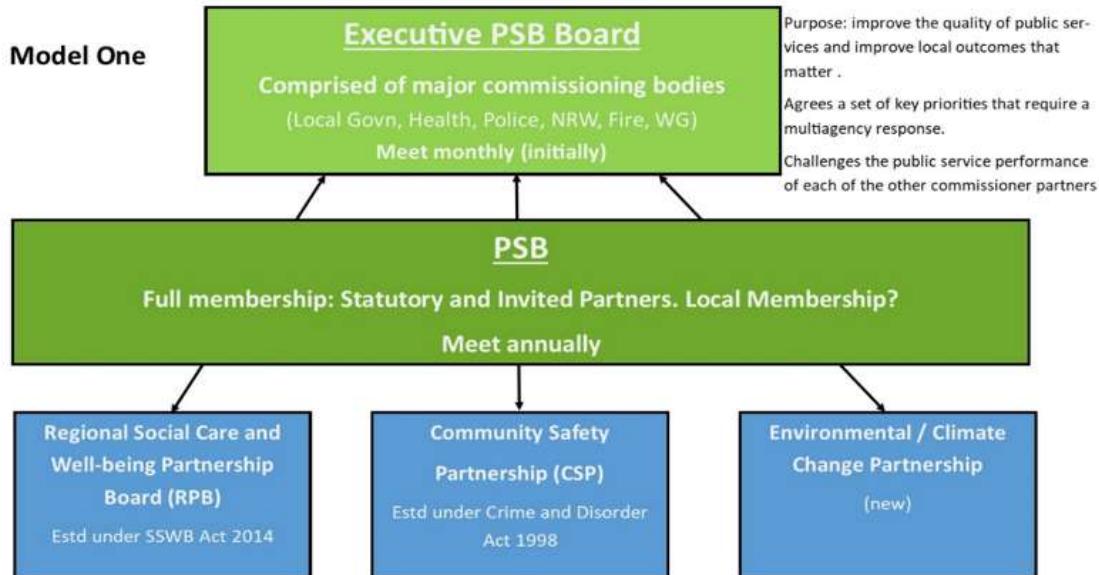 Model One
Executive PSB Board
Comprised of major commissioning bodies
(Local Govn, Health, Police, NRW, Fire, WG)
Meet monthly (initially)
Purpose: improve the quality of public ser-
vices and improve local outcomes that
matter .
Agrees a set of key priorities that require a
multiagency response.
Challenges the public service performance
of each of the other commissioner partners
PSB
Full membership: Statutory and Invited Partners. Local Membership?
Meet annually
Regional Social Care and
Well-being Partnership
Board (RPB)
Estd under SSWB Act 2014
Community Safety
Partnership (CSP)
Estd under Crime and Disorder
Act 1998
Environmental / Climate
Change Partnership
(new)